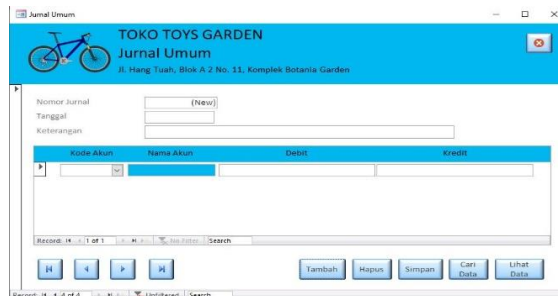 Jurnal Umum
TOKO TOYS GARDEN
Jurnal Umum
Jl. Hang Tuah, Blok A 2 No. 11, Komplek Botania Garden
Nomor Jurnal (New)
Tanggal
Keterangan
Kode Akun Nama Akun Debit Kredit
Record: 1 of 1 No Filter Search
Tambah Hapus Simpan Cari Data Lihat Data
Record: 4 of 4 Unfiltered Search